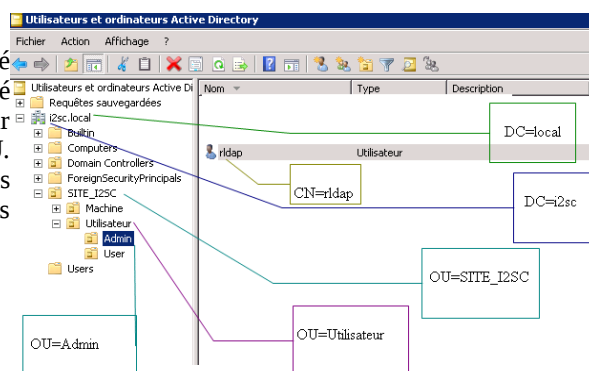 Utilisateurs et ordinateurs Active Directory
Fichier Action Affichage ?
é
é
r
J.
s
s
Utilisateurs et ordinateurs Active Di
Requêtes sauvegardées
i2sc.local
Builtin
Computers
Domain Controllers
ForeignSecurityPrincipals
SITE_I2SC
Machine
Utilisateur
Admin
User
Users
Nom Type Description
rldap Utilisateur
DC=local
CN=rldap
DC=i2sc
OU=SITE_I2SC
OU=Utilisateur
OU=Admin